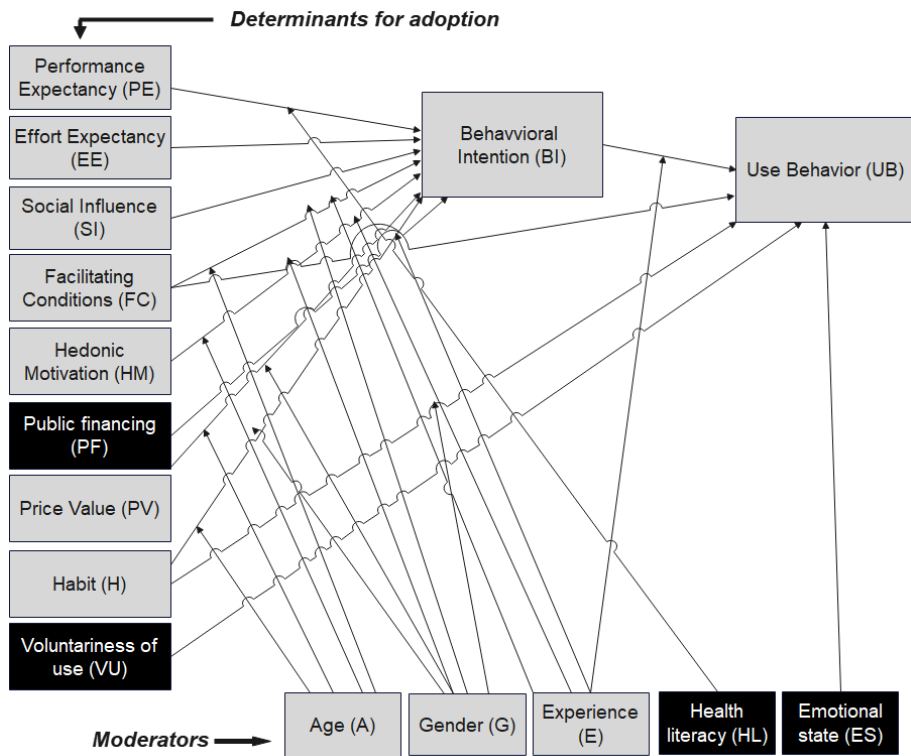 Determinants for adoption
Performance
Expectancy (PE)
Effort Expectancy
(EE)
Social Influence
(SI)
Facilitating
Conditions (FC)
Hedonic
Motivation (HM)
Public financing
(PF)
Price Value (PV)
Habit (H)
Voluntariness of
use (VU)
Behavvioral
Intention (BI)
Use Behavior (UB)
Moderators
Age (A)
Gender (G)
Experience
(E)
Health
literacy (HL)
Emotional
state (ES)